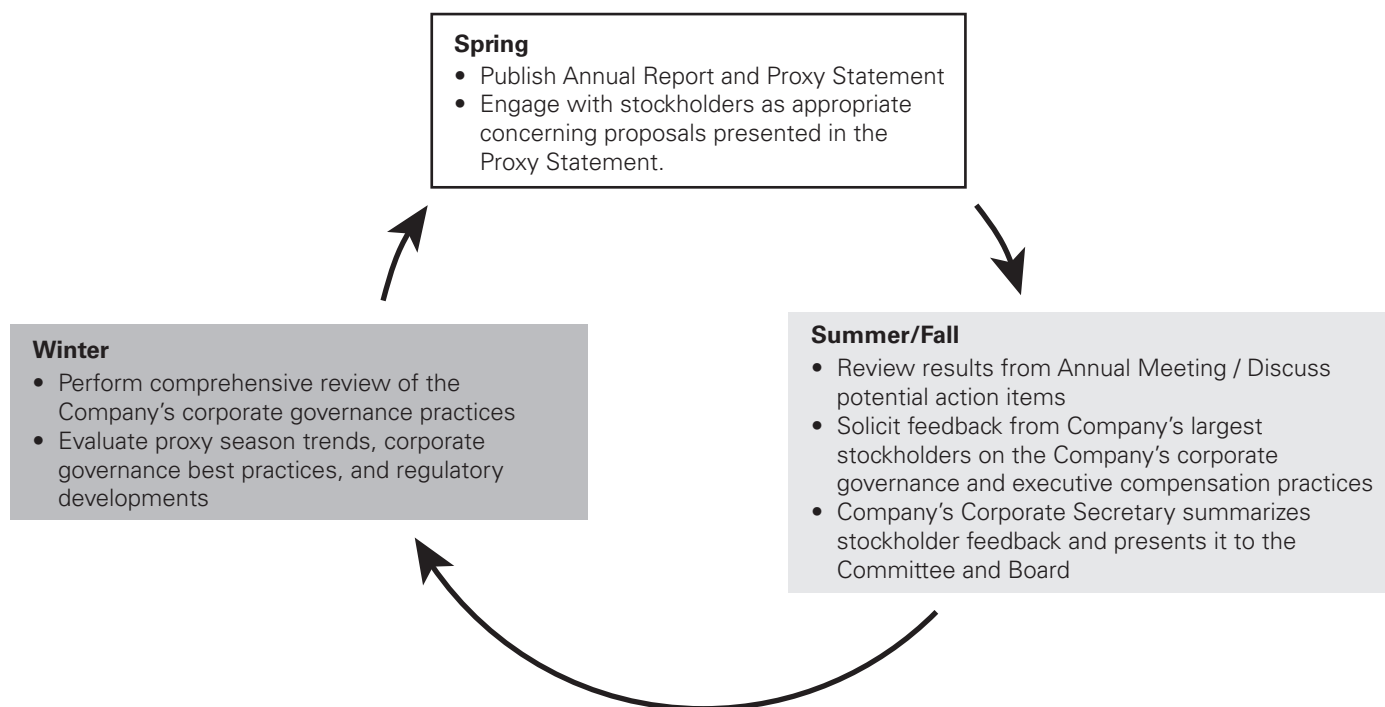 Spring
• Publish Annual Report and Proxy Statement
• Engage with stockholders as appropriate
concerning proposals presented in the
Proxy Statement.
Summer/Fall
• Review results from Annual Meeting / Discuss
potential action items
• Solicit feedback from Company’s largest
stockholders on the Company’s corporate
governance and executive compensation practices
• Company’s Corporate Secretary summarizes
stockholder feedback and presents it to the
Committee and Board
Winter
• Perform comprehensive review of the
Company’s corporate governance practices
• Evaluate proxy season trends, corporate
governance best practices, and regulatory
developments